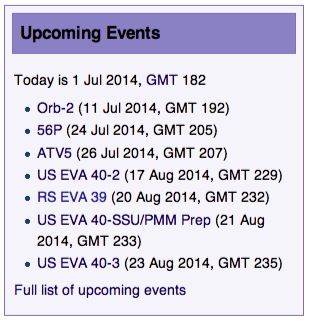 Upcoming Events
Today is 1 Jul 2014, GMT 182
Orb-2 (11 Jul 2014, GMT 192)
56P (24 Jul 2014, GMT 205)
ATV5 (26 Jul 2014, GMT 207)
US EVA 40-2 (17 Aug 2014, GMT 229)
RS EVA 39 (20 Aug 2014, GMT 232)
US EVA 40-SSU/PMM Prep (21 Aug
2014, GMT 233)
US EVA 40-3 (23 Aug 2014, GMT 235)
Full list of upcoming events